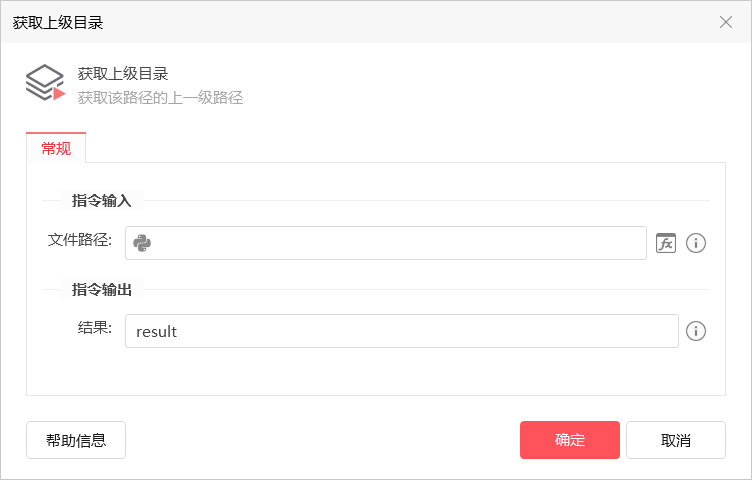 获取上级目录
获取上级目录
获取该路径的上一级路径
常规
指令输入
文件路径:
fx
指令输出
结果: result
帮助信息
确定
取消